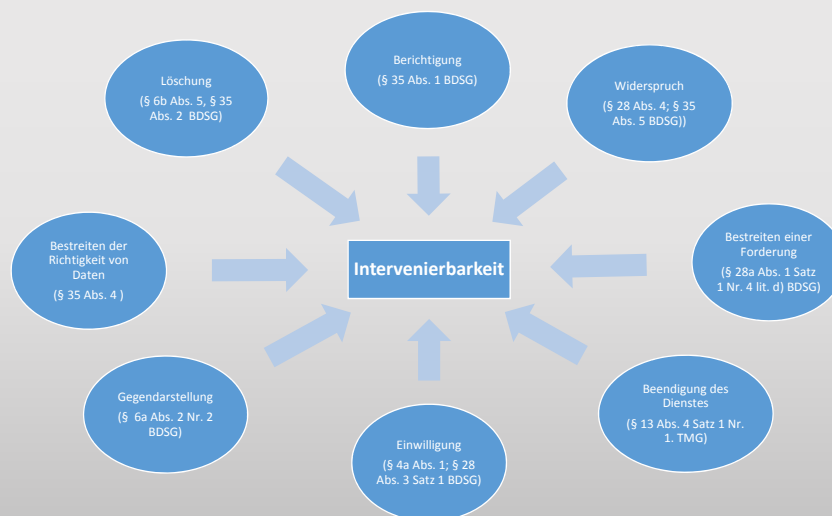 Berichtigung
(§ 35 Abs. 1 BDSG)
Löschung
(§ 6b Abs. 5, § 35
Abs. 2 BDSG)
Widerspruch
(§ 28 Abs. 4; § 35
Abs. 5 BDSG))
Bestreiten der
Richtigkeit von
Daten
(§ 35 Abs. 4 )
Intervenierbarkeit
Bestreiten einer
Forderung
(§ 28a Abs. 1 Satz
1 Nr. 4 lit. d) BDSG)
Gegendarstellung
(§ 6a Abs. 2 Nr. 2
BDSG)
Einwilligung
(§ 4a Abs. 1; § 28
Abs. 3 Satz 1 BDSG)
Beendigung des
Dienstes
(§ 13 Abs. 4 Satz 1 Nr.
1. TMG)